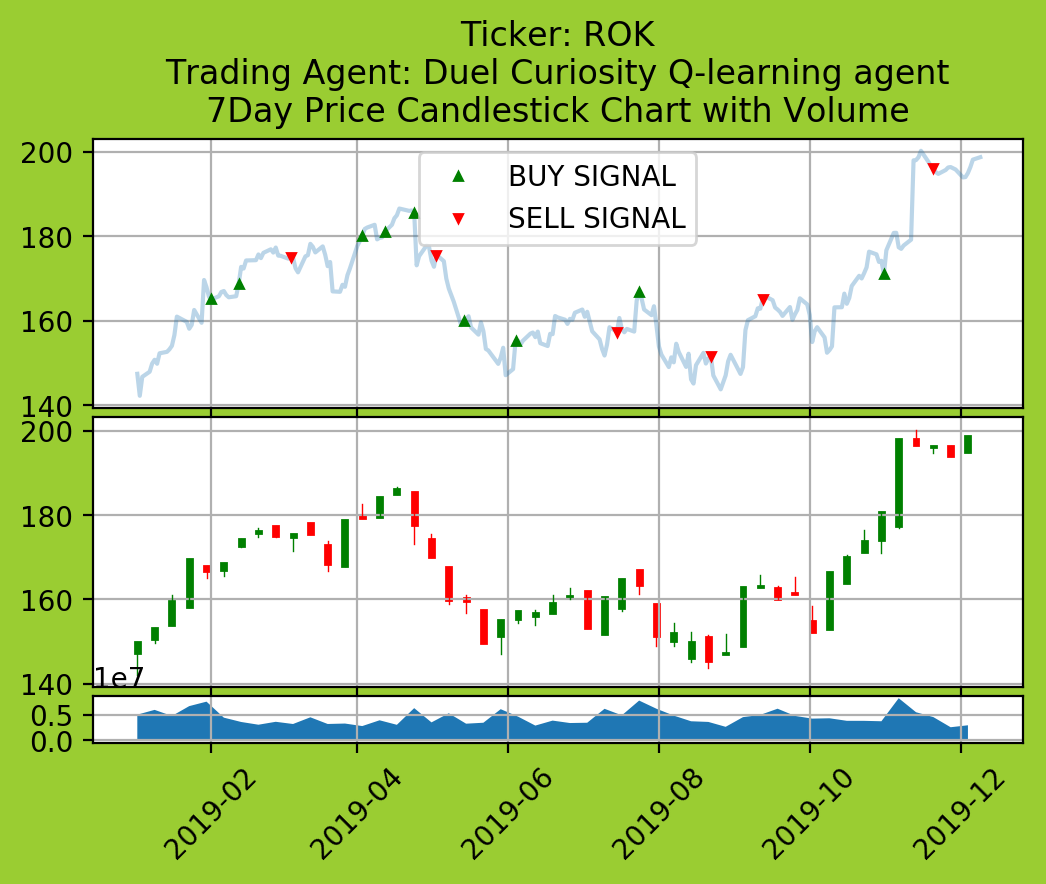 Ticker: ROK
Trading Agent: Duel Curiosity Q-learning agent
7Day Price Candlestick Chart with Volume
200
180
160
140
BUY SIGNAL
SELL SIGNAL
200
180
160
140
1e7
0.5
0.0
2019-02
2019-04
2019-06
2019-08
2019-10
2019-12